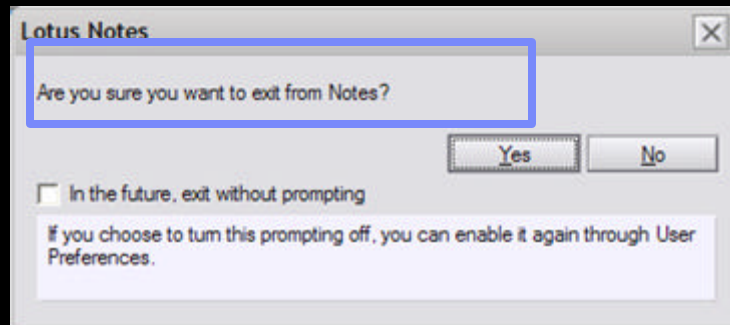 Lotus Notes
Are you sure you want to exit from Notes?
Yes No
In the future, exit without prompting
If you choose to turn this prompting off, you can enable it again through User
Preferences.